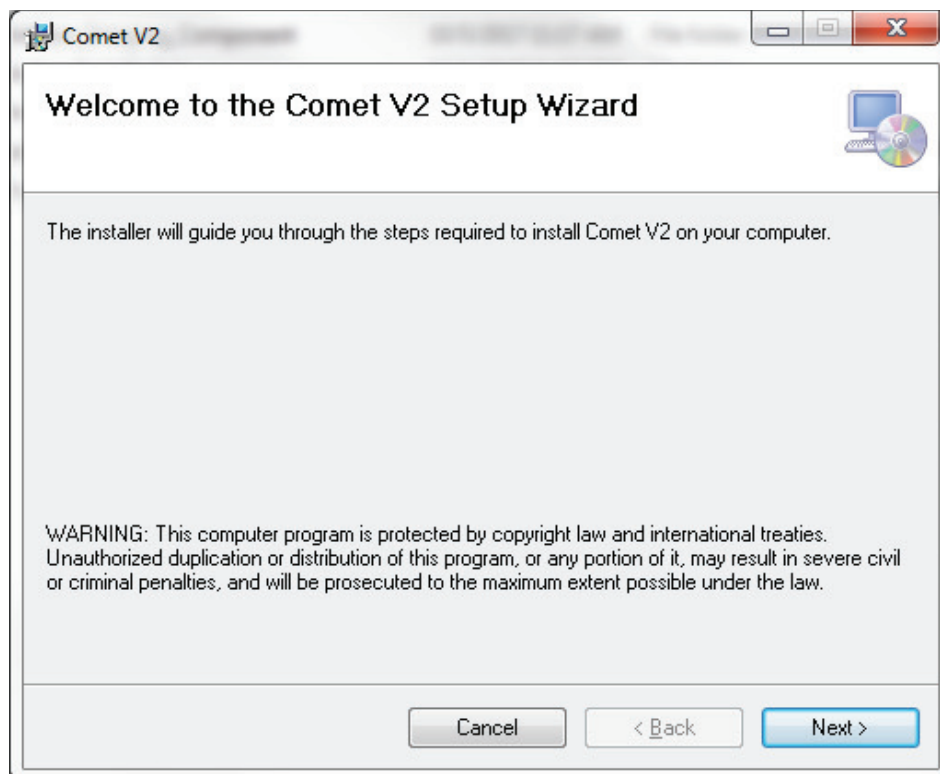 Comet V2
Welcome to the Comet V2 Setup Wizard
The installer will guide you through the steps required to install Comet V2 on your computer.
WARNING: This computer program is protected by copyright law and international treaties.
Unauthorized duplication or distribution of this program, or any portion of it, may result in severe civil
or criminal penalties, and will be prosecuted to the maximum extent possible under the law.
Cancel < Back Next >